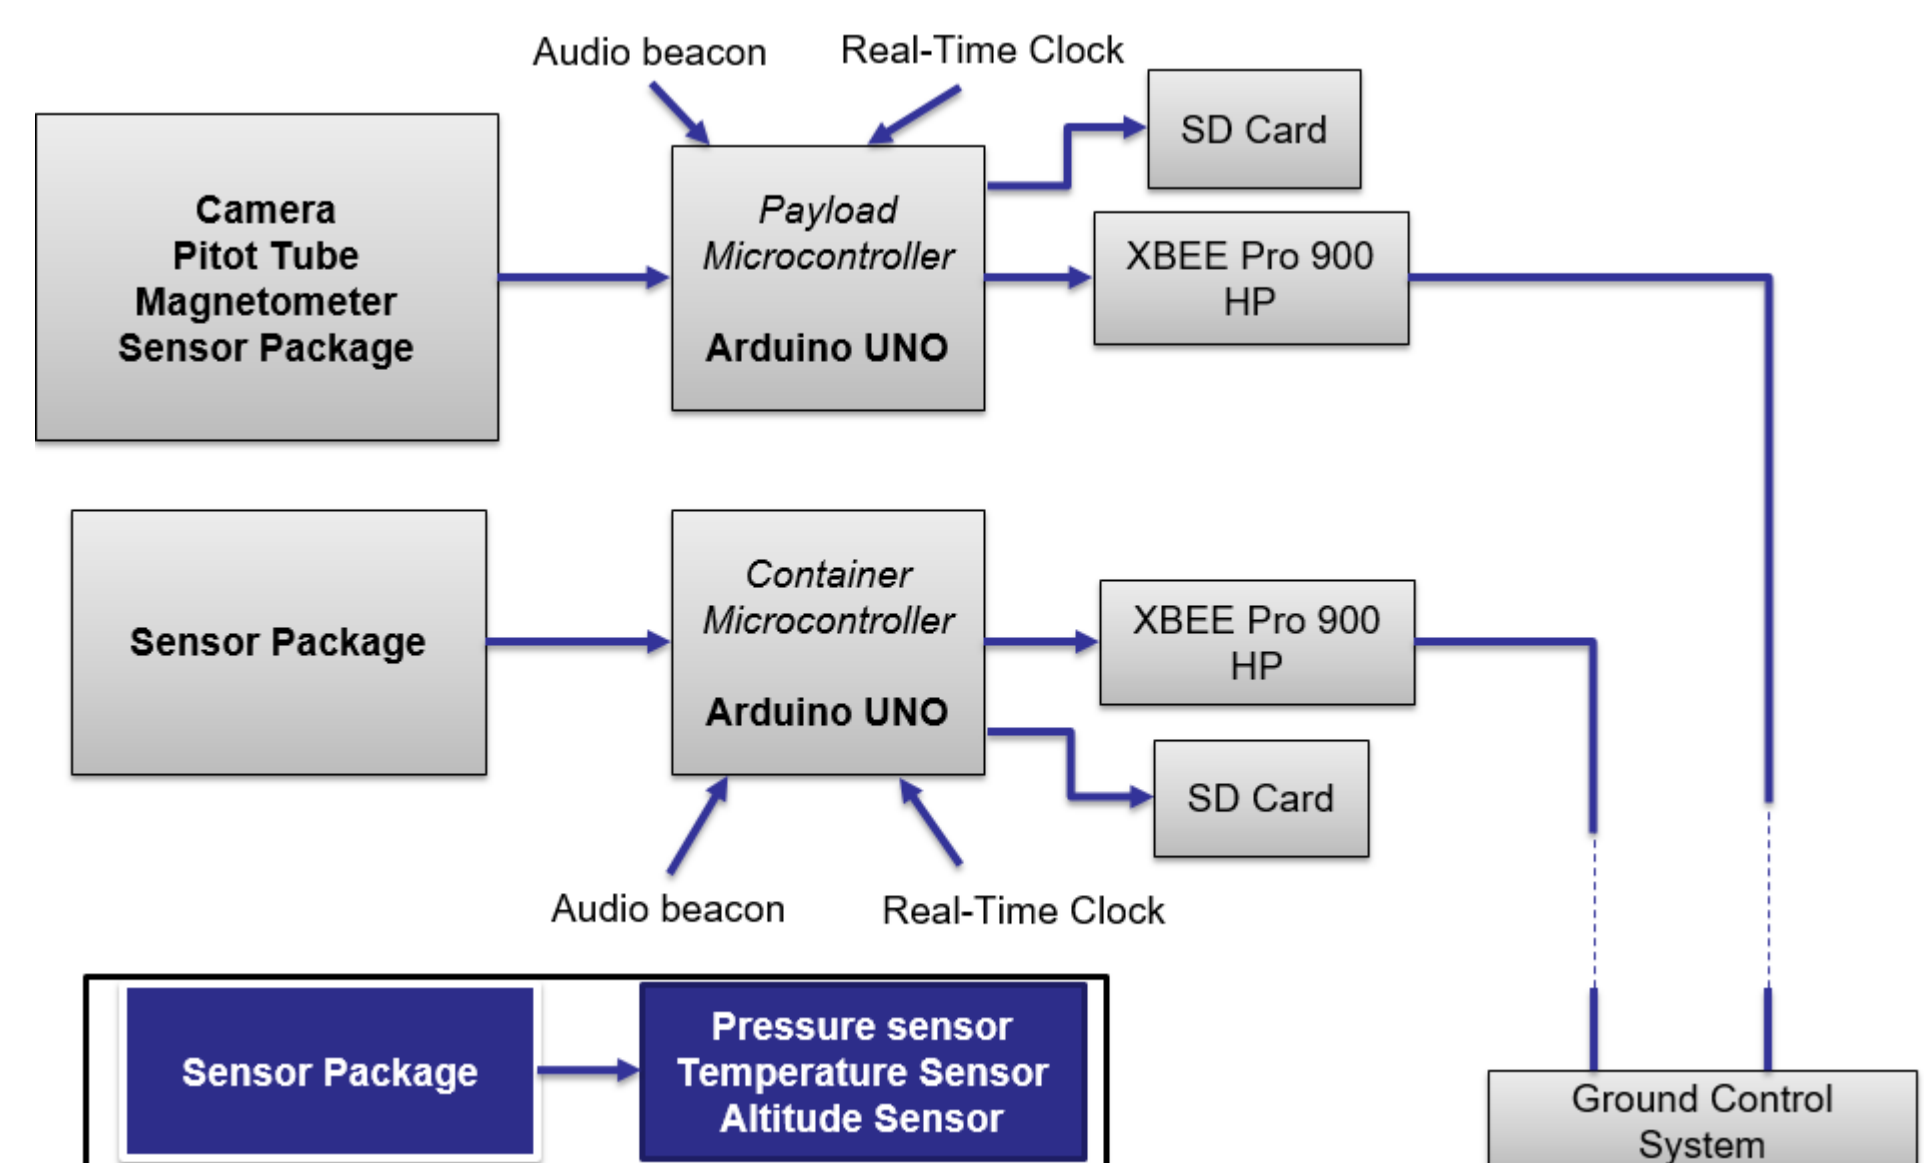 Audio beacon
Real-Time Clock
SD Card
Camera
Pitot Tube
Magnetometer
Sensor Package
Payload
Microcontroller
Arduino UNO
XBEE Pro 900
HP
Sensor Package
Container
Microcontroller
Arduino UNO
XBEE Pro 900
HP
SD Card
Audio beacon
Real-Time Clock
Sensor Package
Pressure sensor
Temperature Sensor
Altitude Sensor
Ground Control
System